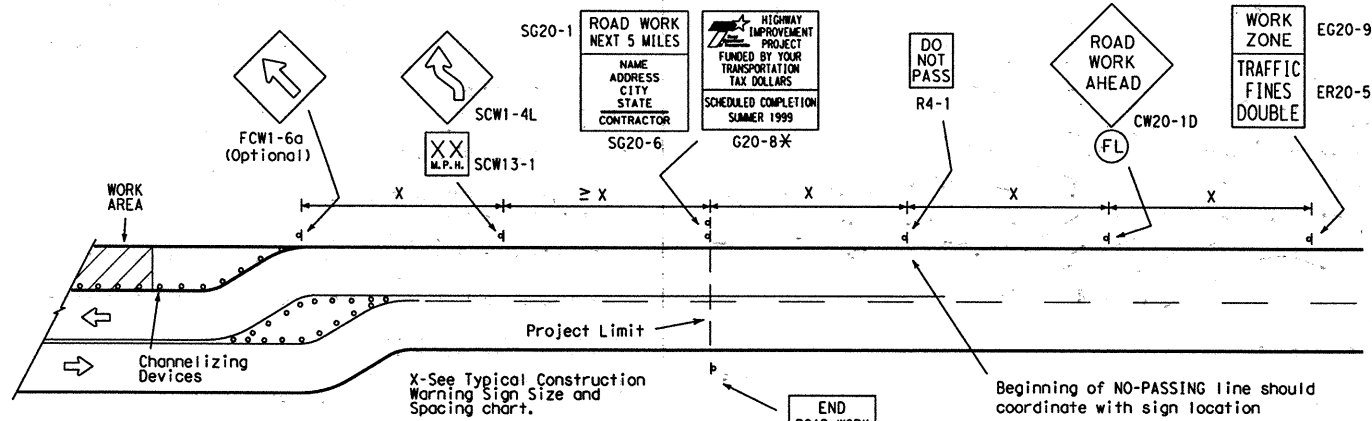 FCW1-6a
(Optional)
SCW1-4L
X X
M.P.H.
SCW13-1
SG20-1
ROAD WORK
NEXT 5 MILES
NAME
ADDRESS
CITY
STATE
CONTRACTOR
SG20-6
HIGHWAY
IMPROVEMENT
PROJECT
FUNDED BY YOUR
TRANSPORTATION
TAX DOLLARS
SCHEDULED COMPLETION
SUMMER 1999
G20-8*
DO
NOT
PASS
R4-1
ROAD
WORK
AHEAD
CW20-1D
FL
WORK
ZONE
EG20-9
TRAFFIC
FINES
DOUBLE
ER20-5
WORK
AREA
X
≥ X
X
X
X
Channelizing
Devices
Project Limit
X-See Typical Construction
Warning Sign Size and
Spacing chart.
END
ROAD WORK
Beginning of NO-PASSING line should
coordinate with sign location